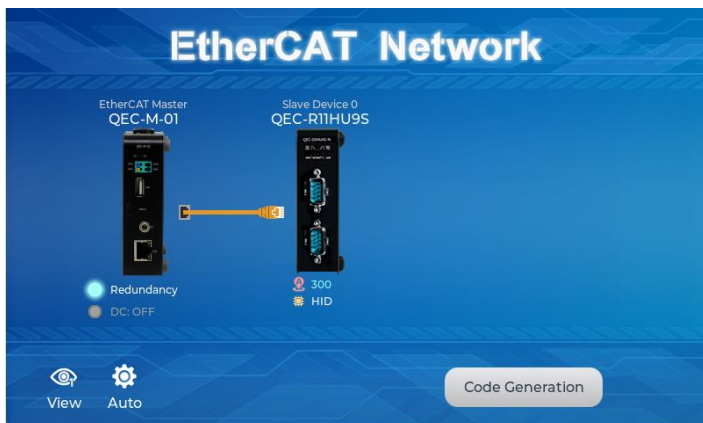 EtherCAT Network
EtherCAT Master
QEC-M-01
Slave Device 0
QEC-R11HU9S
Redundancy
DC: OFF
300
HID
View
Auto
Code Generation